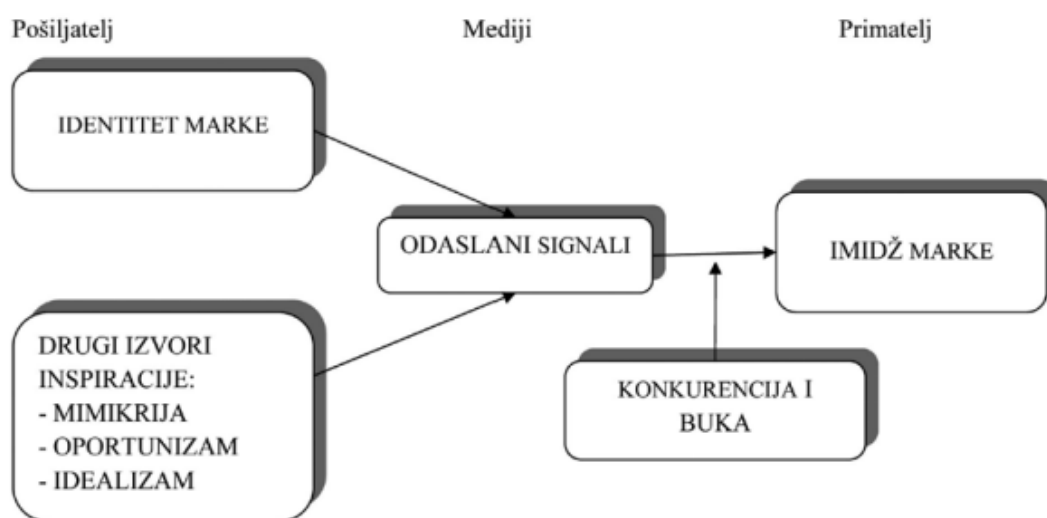 Pošiljatelj
Mediji
Primatelj
IDENTITET MARKE
ODASLANI SIGNALI
IMIDŽ MARKE
DRUGI IZVORI
INSPIRACIJE:
- MIMIKRIJA
- OPORTUNIZAM
- IDEALIZAM
KONKURENCIJA I
BUKA